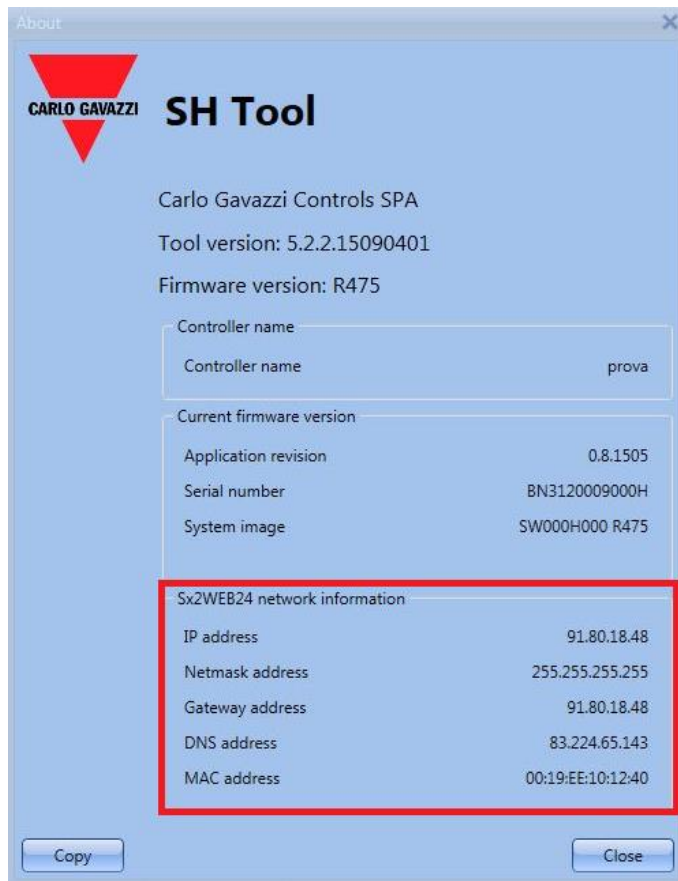 About
CARLO GAVAZZI
SH Tool
Carlo Gavazzi Controls SPA
Tool version: 5.2.2.15090401
Firmware version: R475
Controller name
Controller name prova
Current firmware version
Application revision 0.8.1505
Serial number BN3120009000H
System image SW000H000 R475
Sx2WEB24 network information
IP address 91.80.18.48
Netmask address 255.255.255.255
Gateway address 91.80.18.48
DNS address 83.224.65.143
MAC address 00:19:EE:10:12:40
Copy Close